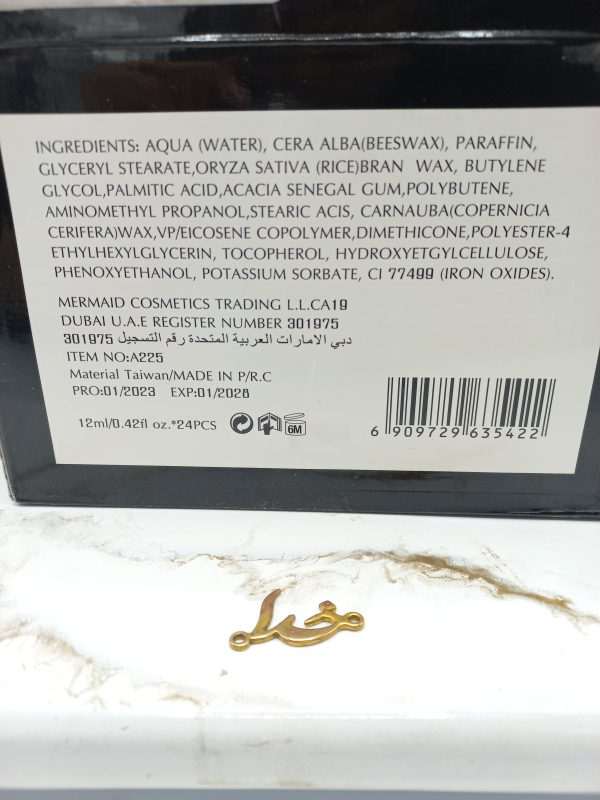 INGREDIENTS: AQUA (WATER), CERA ALBA(BEESWAX), PARAFFIN,
GLYCERYL STEARATE,ORYZA SATIVA (RICE)BRAN WAX, BUTYLENE
GLYCOL,PALMITIC ACID,ACACIA SENEGAL GUM,POLYBUTENE,
AMINOMETHYL PROPANOL,STEARIC ACIS, CARNAUBA(COPERNICIA
CERIFERA)WAX,VP/EICOSENE COPOLYMER,DIMETHICONE,POLYESTER-4
ETHYLHEXYLGLYCERIN, TOCOPHEROL, HYDROXYETGYLCELLULOSE,
PHENOXYETHANOL, POTASSIUM SORBATE, CI 77499 (IRON OXIDES).
MERMAID COSMETICS TRADING L.L.CA19
DUBAI U.A.E REGISTER NUMBER 301975
دبي الامارات العربية المتحدة رقم التسجيل 301975
ITEM NO:A225
Material Taiwan/MADE IN P/R.C
PRO:01/2023 EXP:01/2028
12ml/0.42fl oz.*24PCS
6M
6 909729 635422